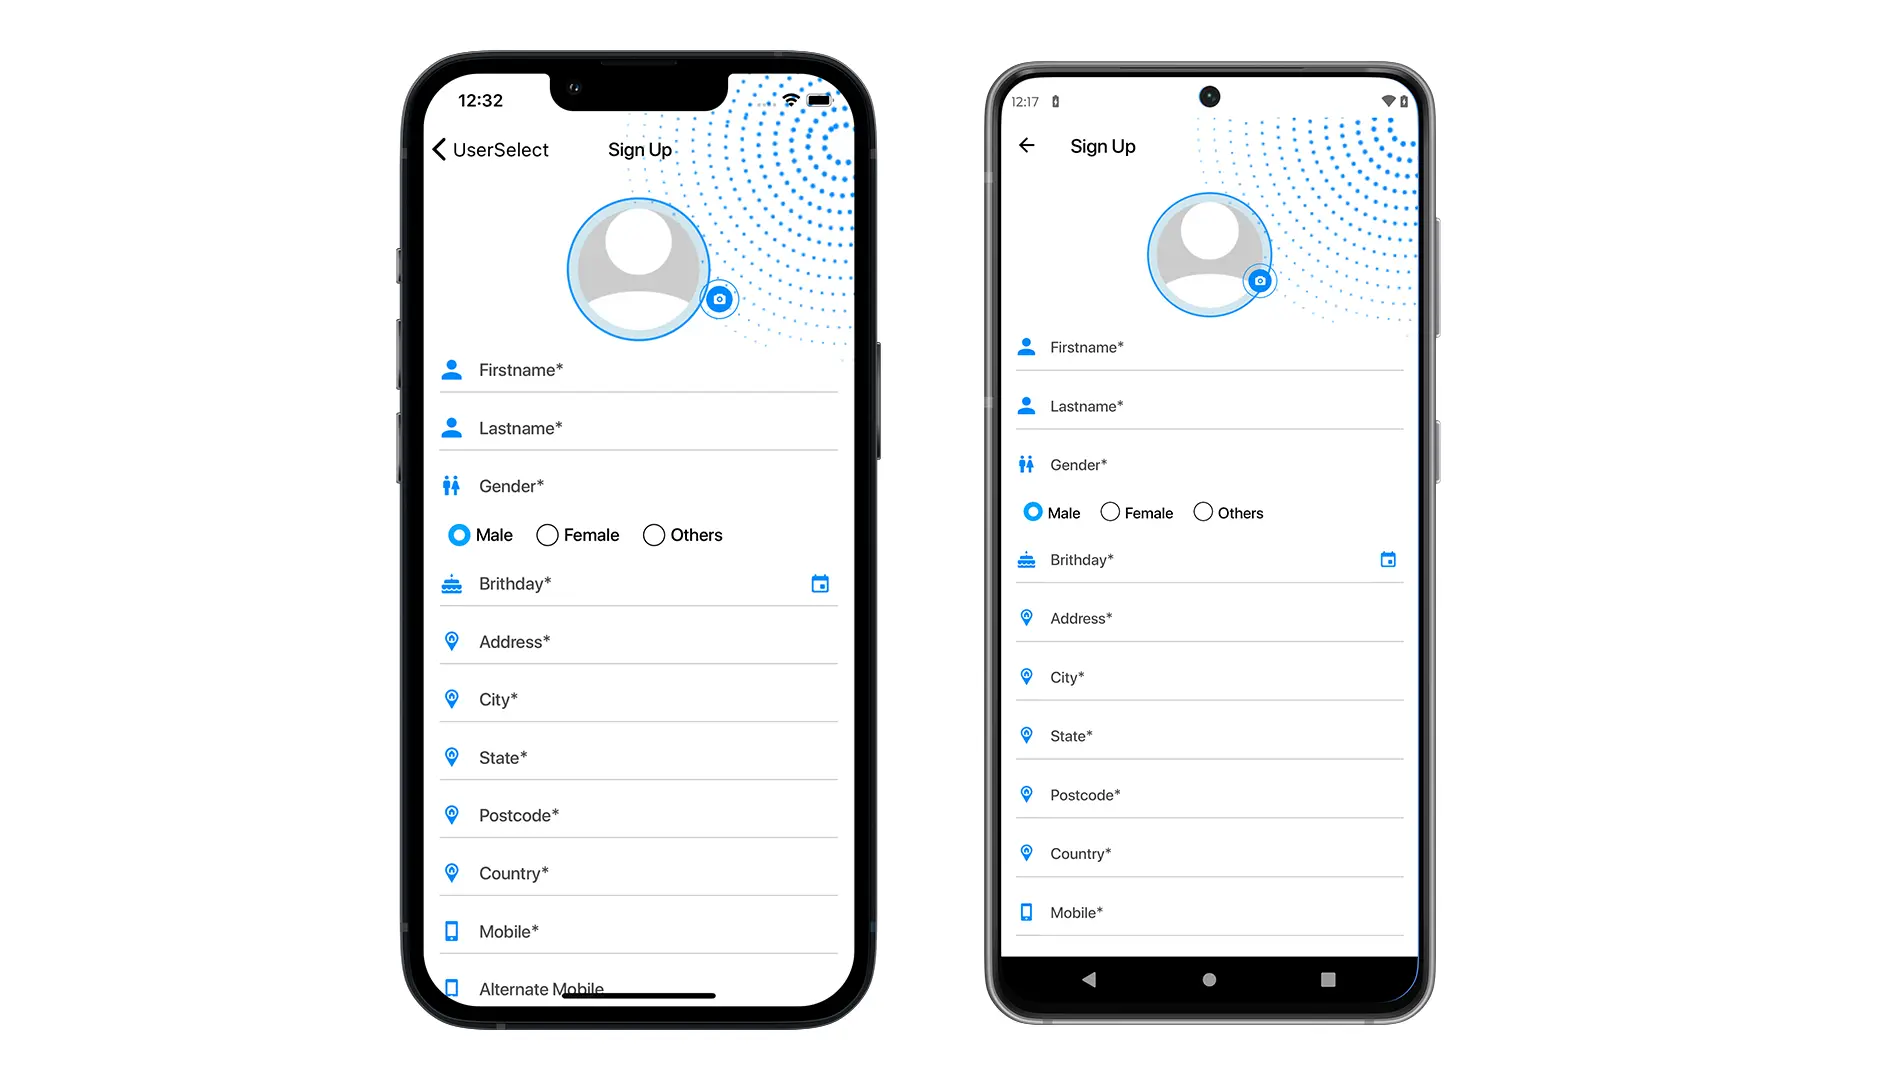 12:32
UserSelect
Sign Up
Firstname*
Lastname*
Gender*
Male Female Others
Brithday*
Address*
City*
State*
Postcode*
Country*
Mobile*
Alternate Mobile
12:17
Sign Up
Firstname*
Lastname*
Gender*
Male Female Others
Brithday*
Address*
City*
State*
Postcode*
Country*
Mobile*